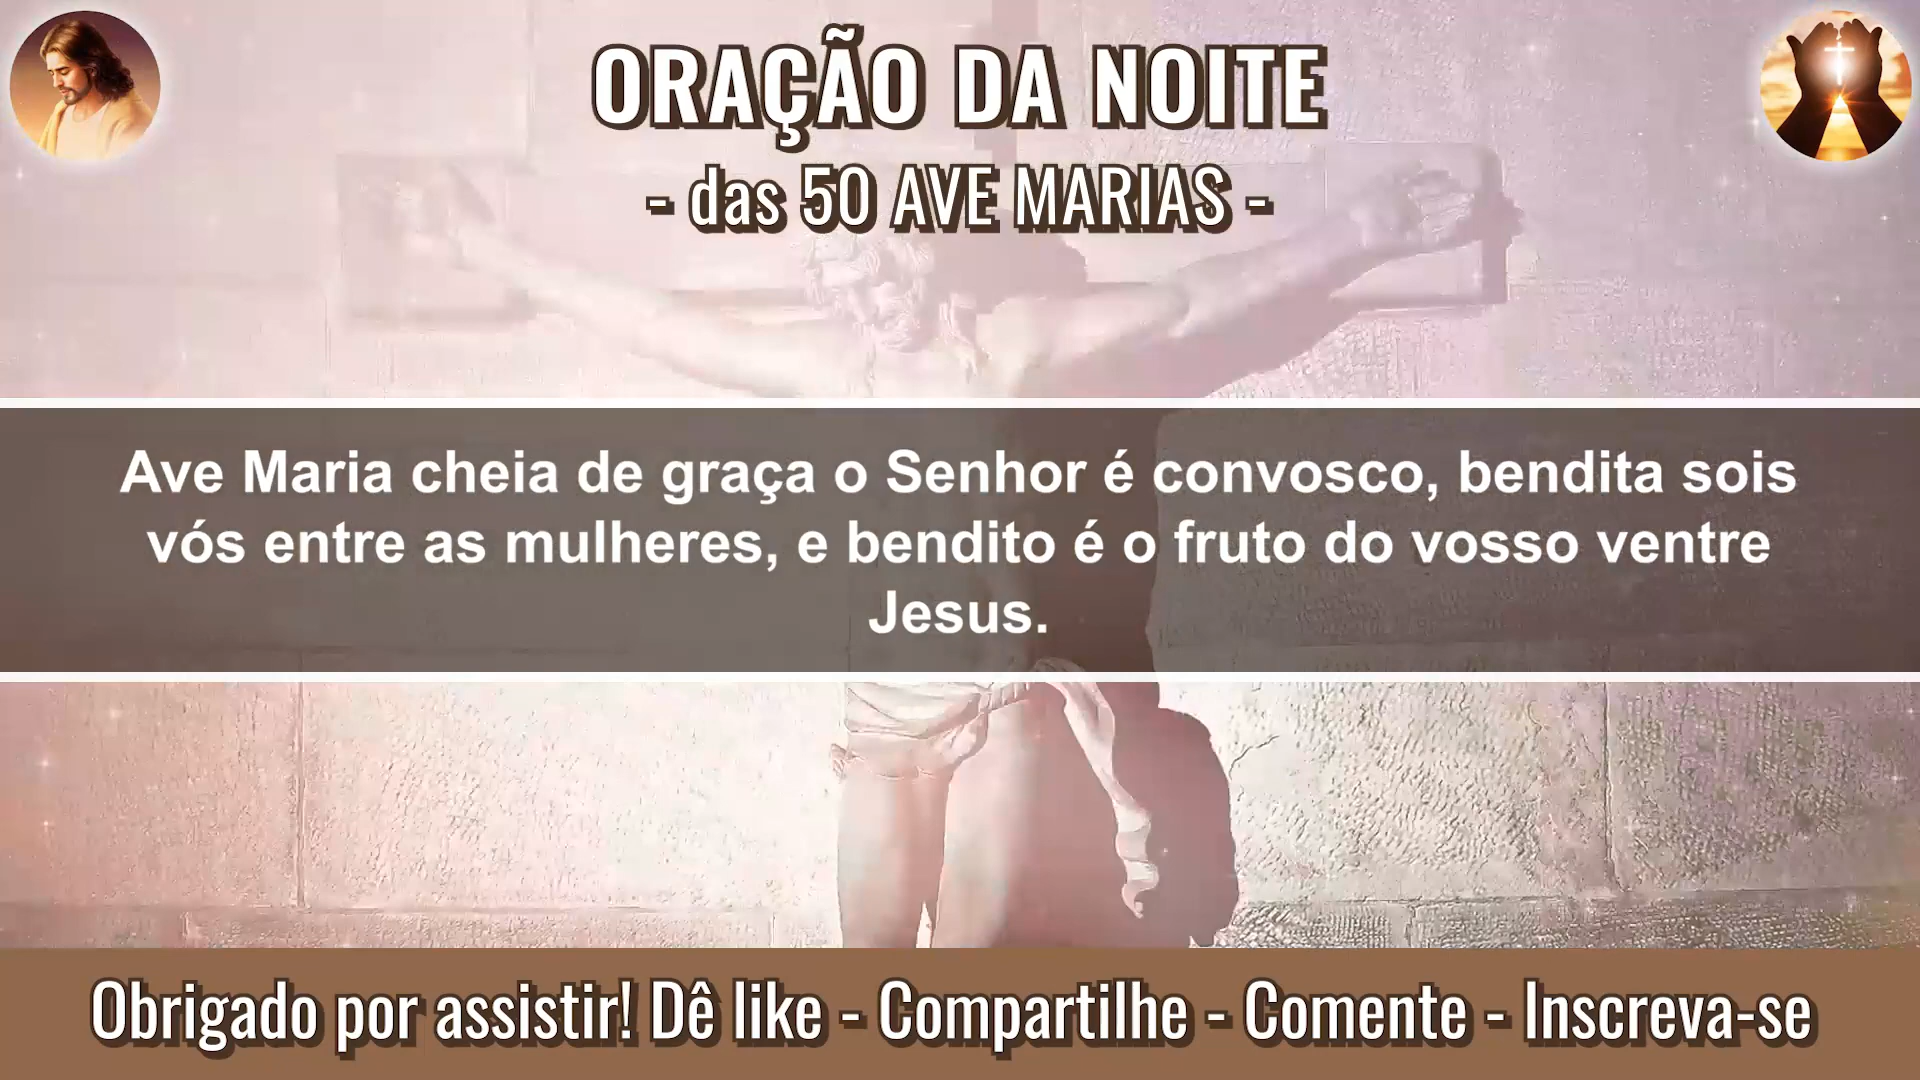 ORAÇÃO DA NOITE
- das 50 AVE MARIAS -
Ave Maria cheia de graça o Senhor é convosco, bendita sois
vós entre as mulheres, e bendito é o fruto do vosso ventre
Jesus.
Obrigado por assistir! Dê like - Compartilhe - Comente - Inscreva-se